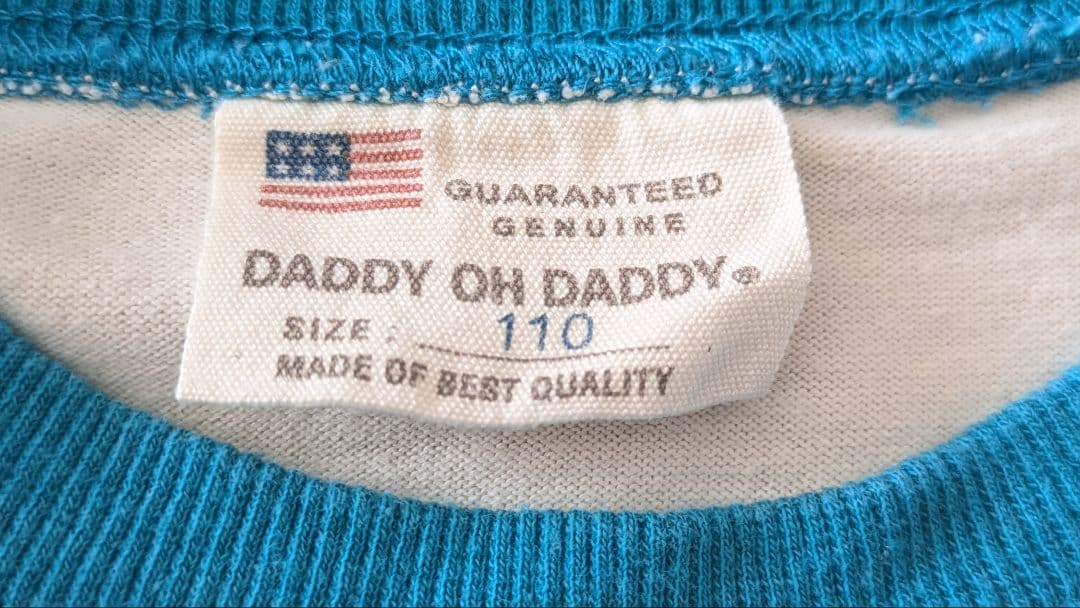 GUARANTEED
GENUINE
DADDY OH DADDY®
SIZE : 110
MADE OF BEST QUALITY